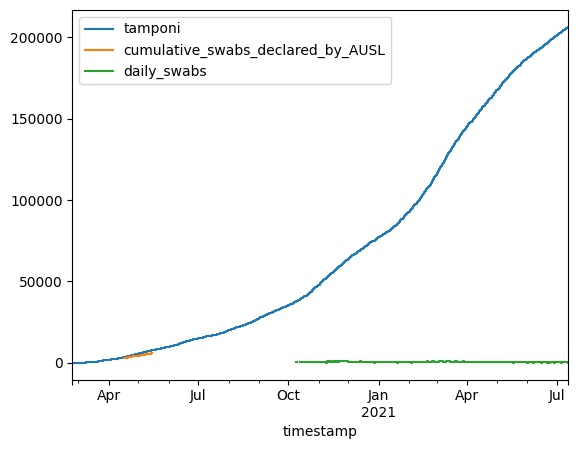 tamponi
cumulative_swabs_declared_by_AUSL
daily_swabs
200000
150000
100000
50000
0
Apr Jul Oct Jan Apr Jul
2021
timestamp